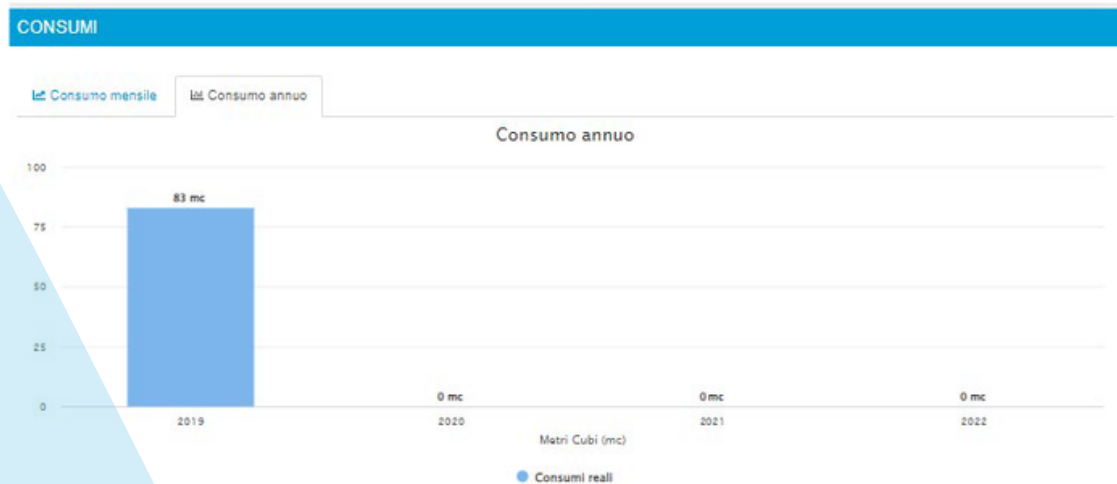 CONSUMI
Consumo mensile Consumo annuo
Consumo annuo
100
83 mc
75
50
25
0 mc 0 mc 0 mc
0
2019 2020 2021 2022
Metri Cubi (mc)
Consumi reali